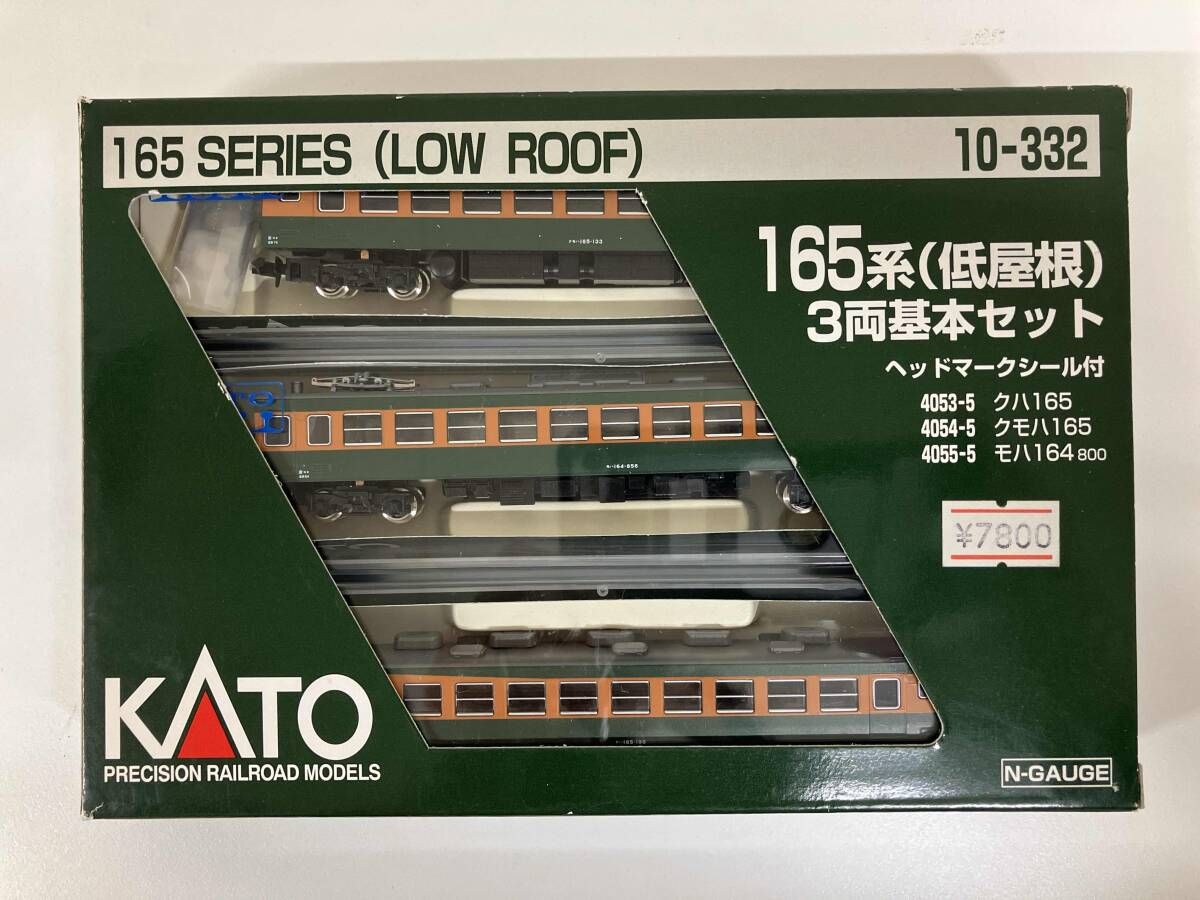 165 SERIES (LOW ROOF)
10-332
165系(低屋根)
3両基本セット
ヘッドマークシール付
4053-5 クハ165
4054-5 クモハ165
4055-5 モハ164 800
¥7800
KATO
PRECISION RAILROAD MODELS
N-GAUGE